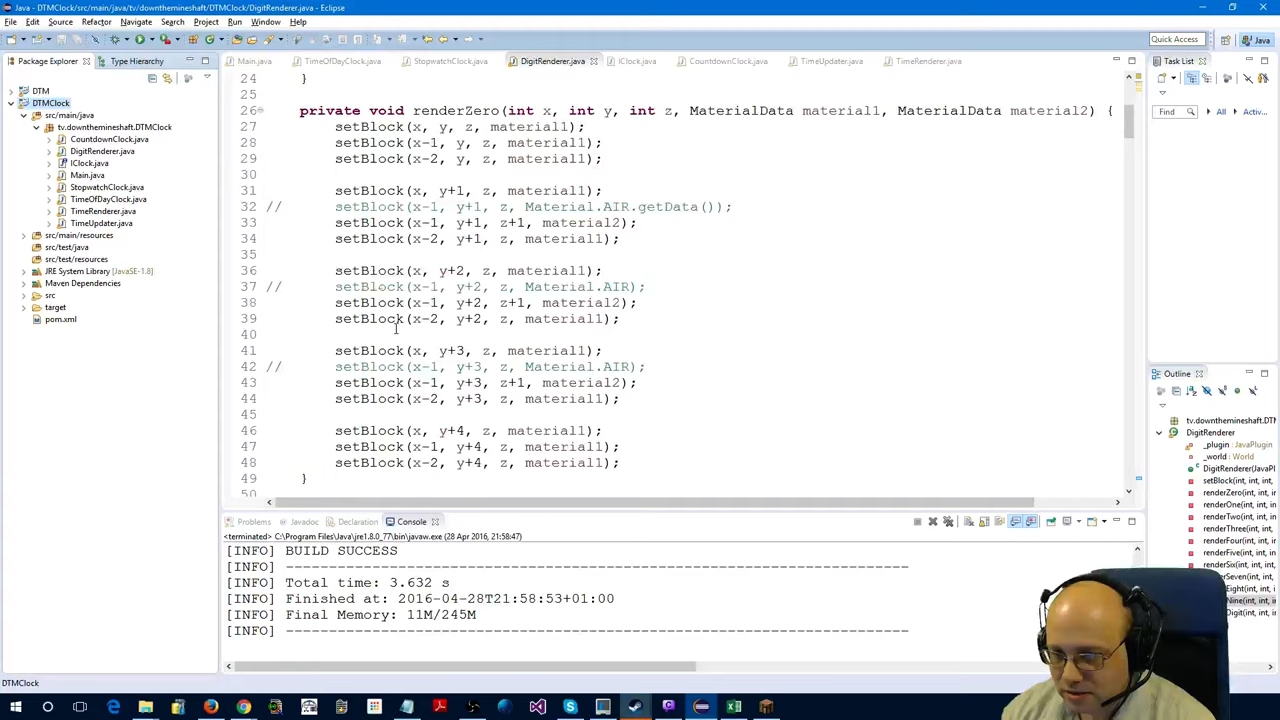 Java - DTMClock/src/main/java/tv/downthemineshaft/DTMClock/DigitRenderer.java - Eclipse
File Edit Source Refactor Navigate Search Project Run Window Help
Quick Access Java
Package Explorer Type Hierarchy
DTM
DTMClock
src/main/java
tv.downthemineshaft.DTMClock
CountdownClock.java
DigitRenderer.java
IClock.java
Main.java
StopwatchClock.java
TimeOfDayClock.java
TimeRenderer.java
TimeUpdater.java
src/main/resources
src/test/java
src/test/resources
JRE System Library [JavaSE-1.8]
Maven Dependencies
src
target
pom.xml
Main.java TimeOfDayClock.java StopwatchClock.java DigitRenderer.java IClock.java CountdownClock.java TimeUpdater.java TimeRenderer.java
24 }
25
26 private void renderZero(int x, int y, int z, MaterialData material1, MaterialData material2) {
27 setBlock(x, y, z, material1);
28 setBlock(x-1, y, z, material1);
29 setBlock(x-2, y, z, material1);
30
31 setBlock(x, y+1, z, material1);
32 // setBlock(x-1, y+1, z, Material.AIR.getData());
33 setBlock(x-1, y+1, z+1, material2);
34 setBlock(x-2, y+1, z, material1);
35
36 setBlock(x, y+2, z, material1);
37 // setBlock(x-1, y+2, z, Material.AIR);
38 setBlock(x-1, y+2, z+1, material2);
39 setBlock(x-2, y+2, z, material1);
40
41 setBlock(x, y+3, z, material1);
42 // setBlock(x-1, y+3, z, Material.AIR);
43 setBlock(x-1, y+3, z+1, material2);
44 setBlock(x-2, y+3, z, material1);
45
46 setBlock(x, y+4, z, material1);
47 setBlock(x-1, y+4, z, material1);
48 setBlock(x-2, y+4, z, material1);
49 }
50
Task List
Find All Activ...
Outline
tv.downthemineshaft.DTM
DigitRenderer
_plugin : JavaPlugin
_world : World
DigitRenderer(JavaPl
setBlock(int, int, int,
renderZero(int, int, i
renderOne(int, int, in
renderTwo(int, int, in
renderThree(int, int,
renderFour(int, int, i
renderFive(int, int, in
renderSix(int, int, int
Seven(int, int,
Eight(int, int, i
Nine(int, int, i
Digit(int, int, in
Problems Javadoc Declaration Console
<terminated> C:\Program Files\Java\jre1.8.0_77\bin\javaw.exe (28 Apr 2016, 21:58:47)
[INFO] BUILD SUCCESS
[INFO] ------------------------------------------------------------------------
[INFO] Total time: 3.632 s
[INFO] Finished at: 2016-04-28T21:58:53+01:00
[INFO] Final Memory: 11M/245M
[INFO] ------------------------------------------------------------------------
DTMClock